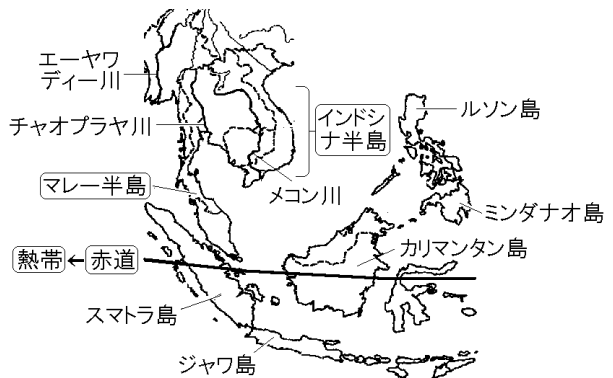 エーヤワ
ディー川
チャオプラヤ川
インドシ
ナ半島
ルソン島
マレー半島
メコン川
ミンダナオ島
カリマンタン島
熱帯←赤道
スマトラ島
ジャワ島